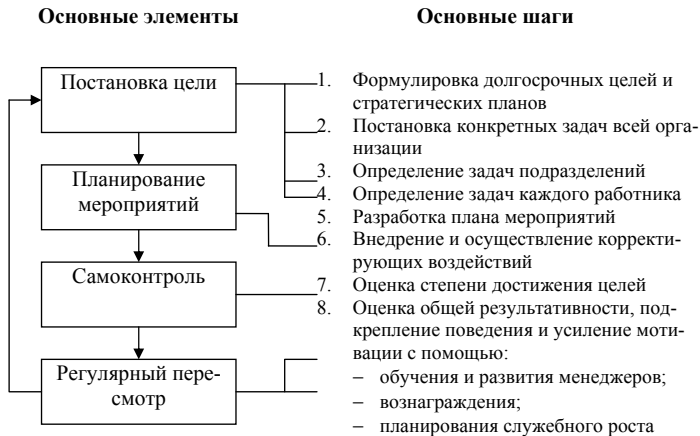 Основные элементы
Основные шаги
Постановка цели
Планирование
мероприятий
Самоконтроль
Регулярный пере-
смотр
1. Формулировка долгосрочных целей и
стратегических планов
2. Постановка конкретных задач всей орга-
низации
3. Определение задач подразделений
4. Определение задач каждого работника
5. Разработка плана мероприятий
6. Внедрение и осуществление корректи-
рующих воздействий
7. Оценка степени достижения целей
8. Оценка общей результативности, под-
крепление поведения и усиление моти-
вации с помощью:
– обучения и развития менеджеров;
– вознаграждения;
– планирования служебного роста